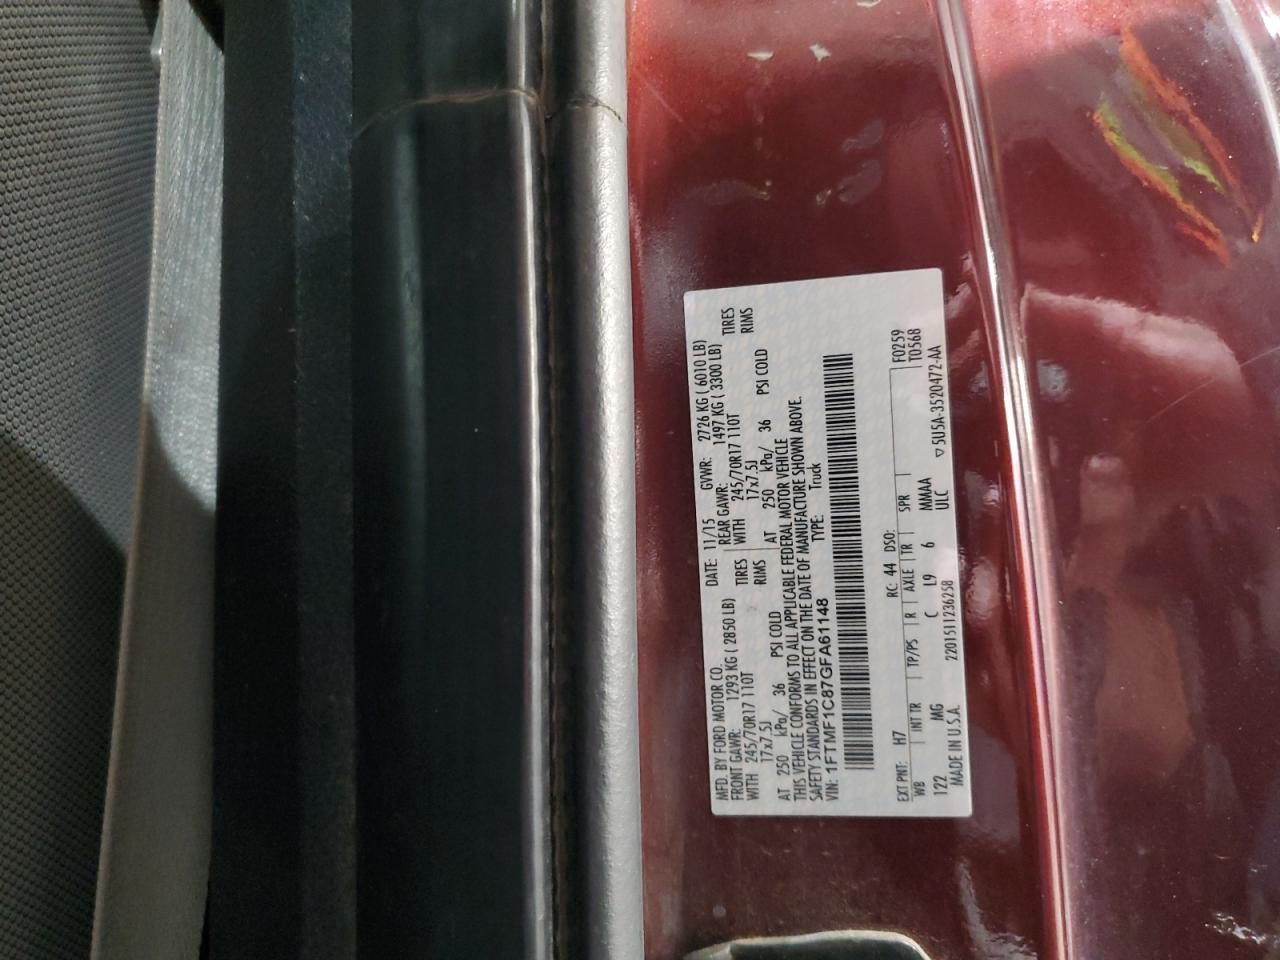 MFD. BY FORD MOTOR CO.
DATE: 11/15 GVWR: 2726 KG ( 6010 LB)
FRONT GAWR: 1293 KG ( 2850 LB)
REAR GAWR: 1497 KG ( 3300 LB)
WITH 245/70R17 110T TIRES
WITH 245/70R17 110T TIRES
17x7.5J RIMS
17x7.5J RIMS
AT 250 kPa/ 36 PSI COLD
AT 250 kPa/ 36 PSI COLD
THIS VEHICLE CONFORMS TO ALL APPLICABLE FEDERAL MOTOR VEHICLE
SAFETY STANDARDS IN EFFECT ON THE DATE OF MANUFACTURE SHOWN ABOVE.
VIN: 1FTMF1C87GFA61148 TYPE: Truck
F0259
T0568
EXT PNT: H7 RC: 44 DSO:
WB INT TR TP/PS R AXLE TR SPR
122 MG C L9 6 MMAA
MADE IN U.S.A. 2201511236258 ULC ▽5U5A-3520472-AA